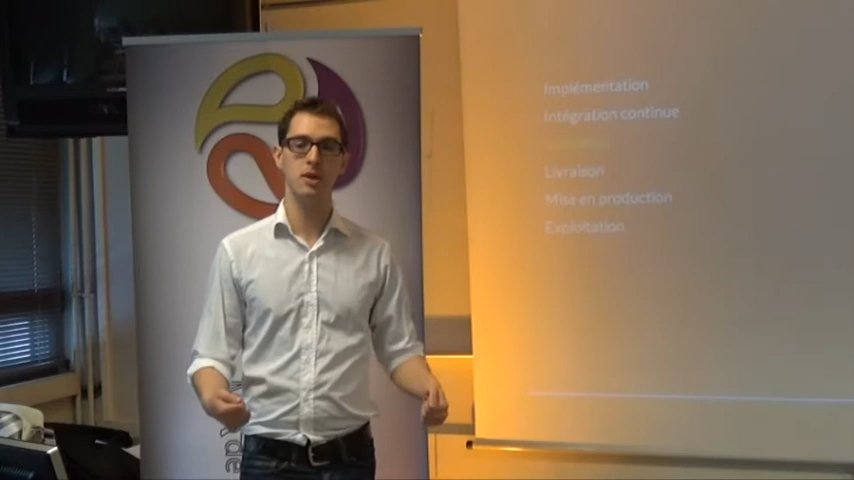 Implémentation
Intégration continue
Livraison
Mise en production
Exploitation